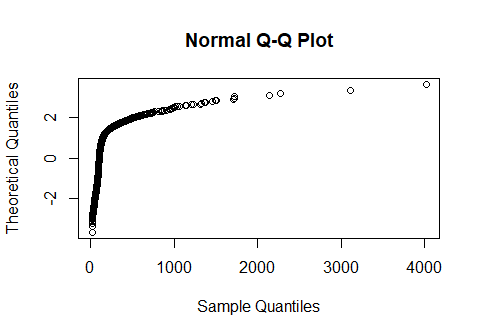 Normal Q-Q Plot
Theoretical Quantiles
2
0
-2
0 1000 2000 3000 4000
Sample Quantiles